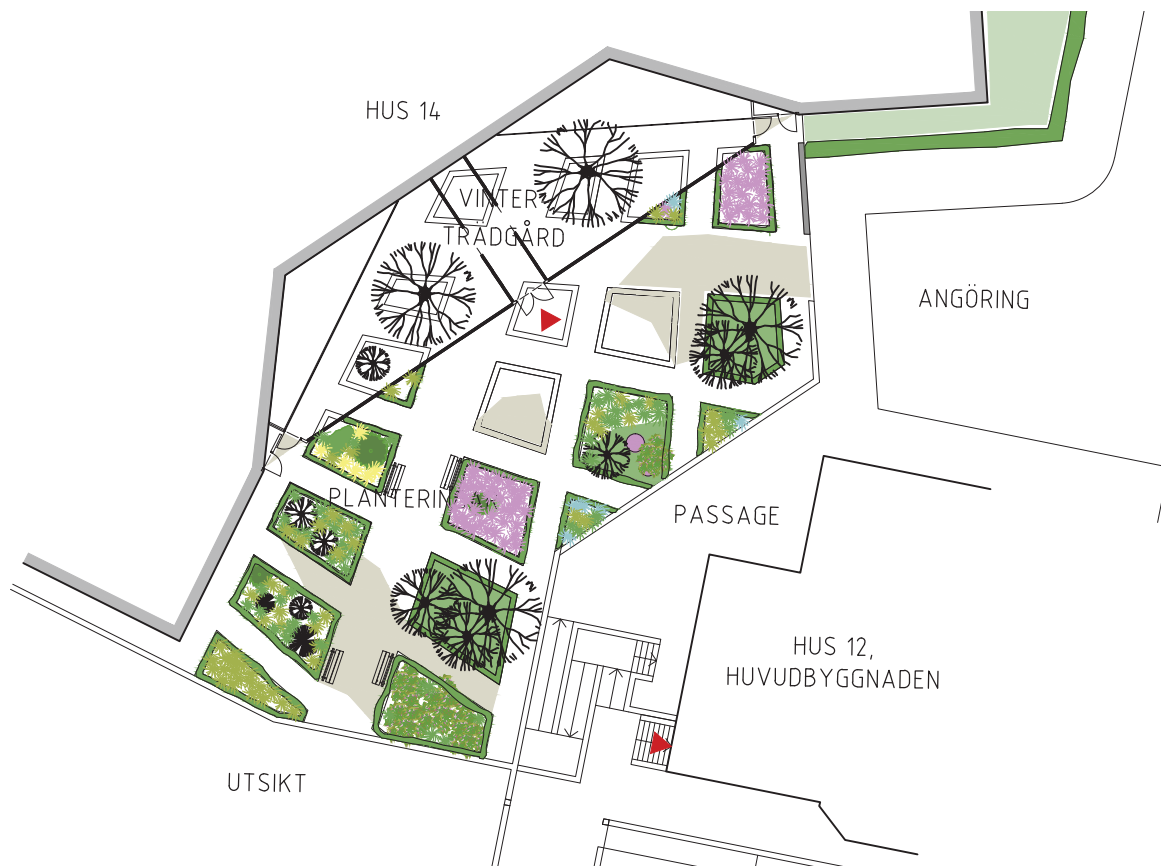 HUS 14
VINTER
TRÄDGÅRD
ANGÖRING
PLANTERING
PASSAGE
HUS 12,
HUVUDBYGGNADEN
UTSIKT